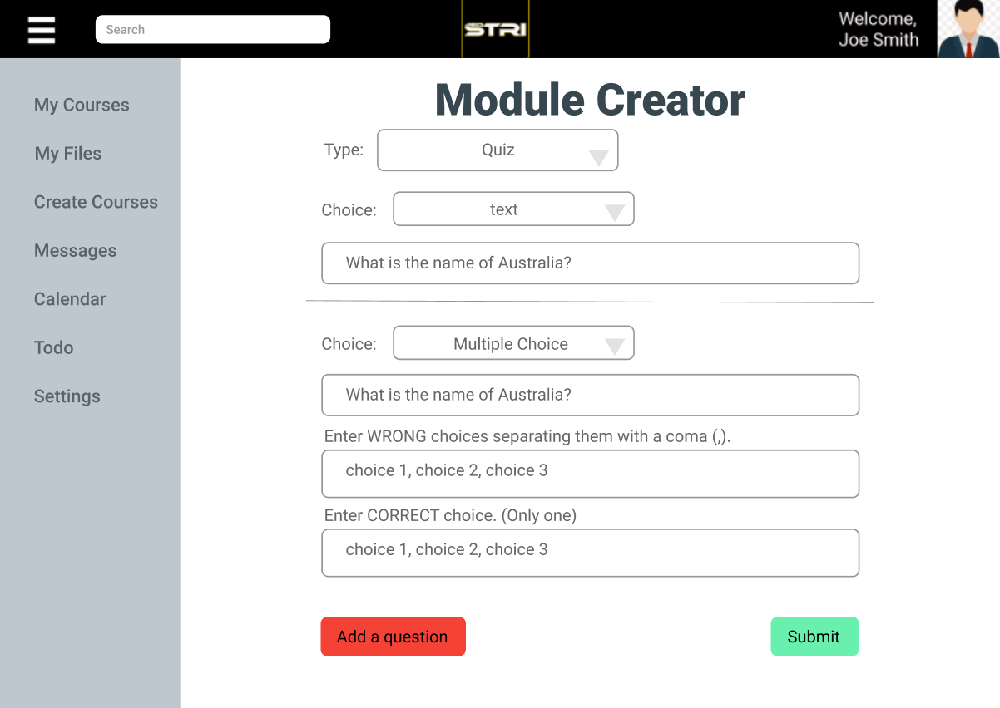 Search
STRI
Welcome,
Joe Smith
My Courses
My Files
Create Courses
Messages
Calendar
Todo
Settings
Module Creator
Type: Quiz
Choice: text
What is the name of Australia?
Choice: Multiple Choice
What is the name of Australia?
Enter WRONG choices separating them with a coma (,).
choice 1, choice 2, choice 3
Enter CORRECT choice. (Only one)
choice 1, choice 2, choice 3
Add a question
Submit